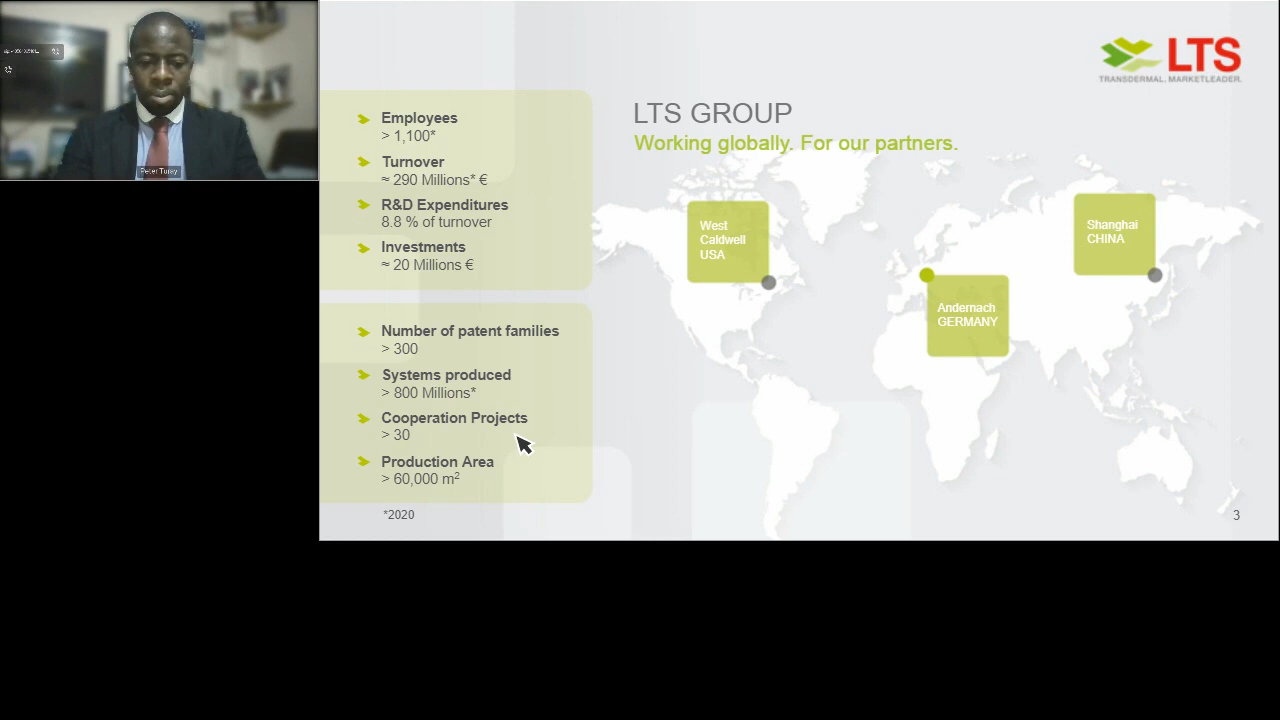 Peter Turay
LTS
TRANSDERMAL. MARKETLEADER.
LTS GROUP
Working globally. For our partners.
Employees
> 1,100*
Turnover
≈ 290 Millions* €
R&D Expenditures
8.8 % of turnover
Investments
≈ 20 Millions €
Number of patent families
> 300
Systems produced
> 800 Millions*
Cooperation Projects
> 30
Production Area
> 60,000 m²
*2020
West
Caldwell
USA
Andernach
GERMANY
Shanghai
CHINA
3